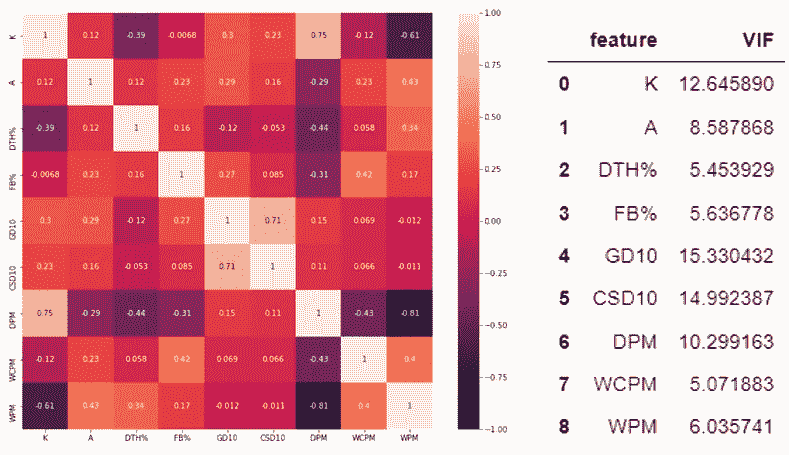 K 1 0.12 -0.39 -0.0068 0.3 0.23 0.75 -0.12 -0.61
A 0.12 1 0.12 0.23 0.29 0.16 -0.29 0.23 0.43
DTH% -0.39 0.12 1 0.16 -0.12 -0.053 -0.44 0.058 0.34
FB% -0.0068 0.23 0.16 1 0.27 0.085 -0.31 0.42 0.17
GD10 0.3 0.29 -0.12 0.27 1 0.71 0.15 0.069 -0.012
CSD10 0.23 0.16 -0.053 0.085 0.71 1 0.11 0.066 -0.011
DPM 0.75 -0.29 -0.44 -0.31 0.15 0.11 1 -0.43 -0.81
WCPM -0.12 0.23 0.058 0.42 0.069 0.066 -0.43 1 0.4
WPM -0.61 0.43 0.34 0.17 -0.012 -0.011 -0.81 0.4 1
K A DTH% FB% GD10 CSD10 DPM WCPM WPM
1.00
0.75
0.50
0.25
0.00
-0.25
-0.50
-0.75
-1.00
feature VIF
0 K 12.645890
1 A 8.587868
2 DTH% 5.453929
3 FB% 5.636778
4 GD10 15.330432
5 CSD10 14.992387
6 DPM 10.299163
7 WCPM 5.071883
8 WPM 6.035741